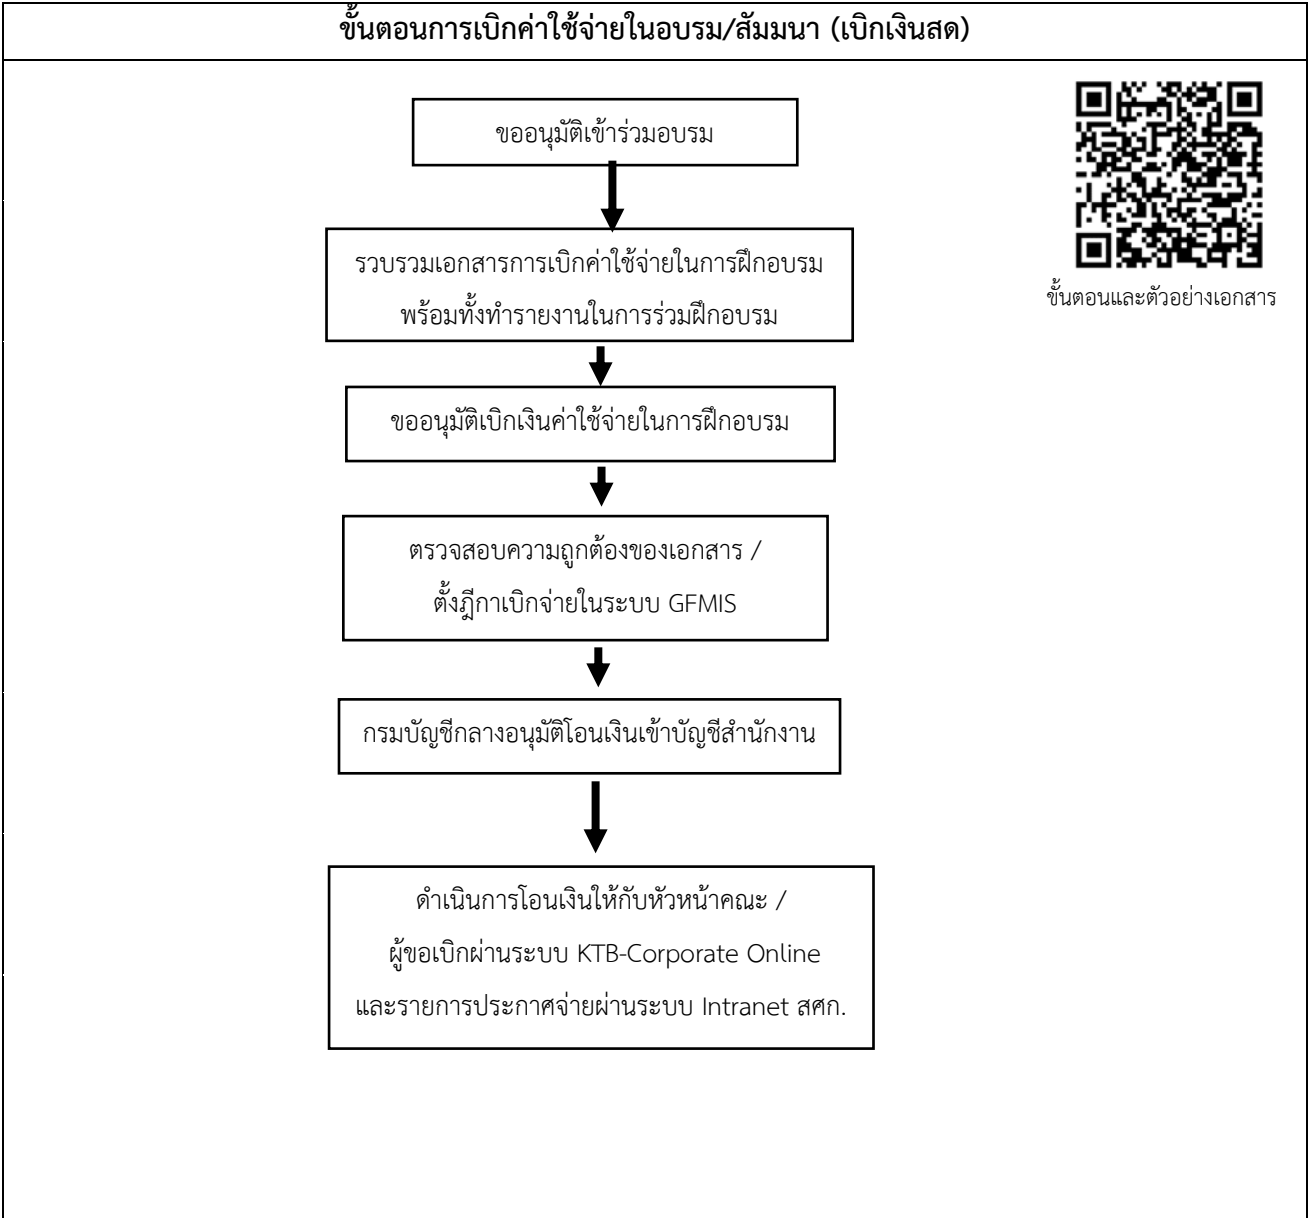 ขั้นตอนการเบิกค่าใช้จ่ายในอบรม/สัมมนา (เบิกเงินสด)
ขออนุมัติเข้าร่วมอบรม
รวบรวมเอกสารการเบิกค่าใช้จ่ายในการฝึกอบรม
พร้อมทั้งทำรายงานในการร่วมฝึกอบรม
ขั้นตอนและตัวอย่างเอกสาร
ขออนุมัติเบิกเงินค่าใช้จ่ายในการฝึกอบรม
ตรวจสอบความถูกต้องของเอกสาร /
ตั้งฎีกาเบิกจ่ายในระบบ GFMIS
กรมบัญชีกลางอนุมัติโอนเงินเข้าบัญชีสำนักงาน
ดำเนินการโอนเงินให้กับหัวหน้าคณะ /
ผู้ขอเบิกผ่านระบบ KTB-Corporate Online
และรายการประกาศจ่ายผ่านระบบ Intranet สศก.